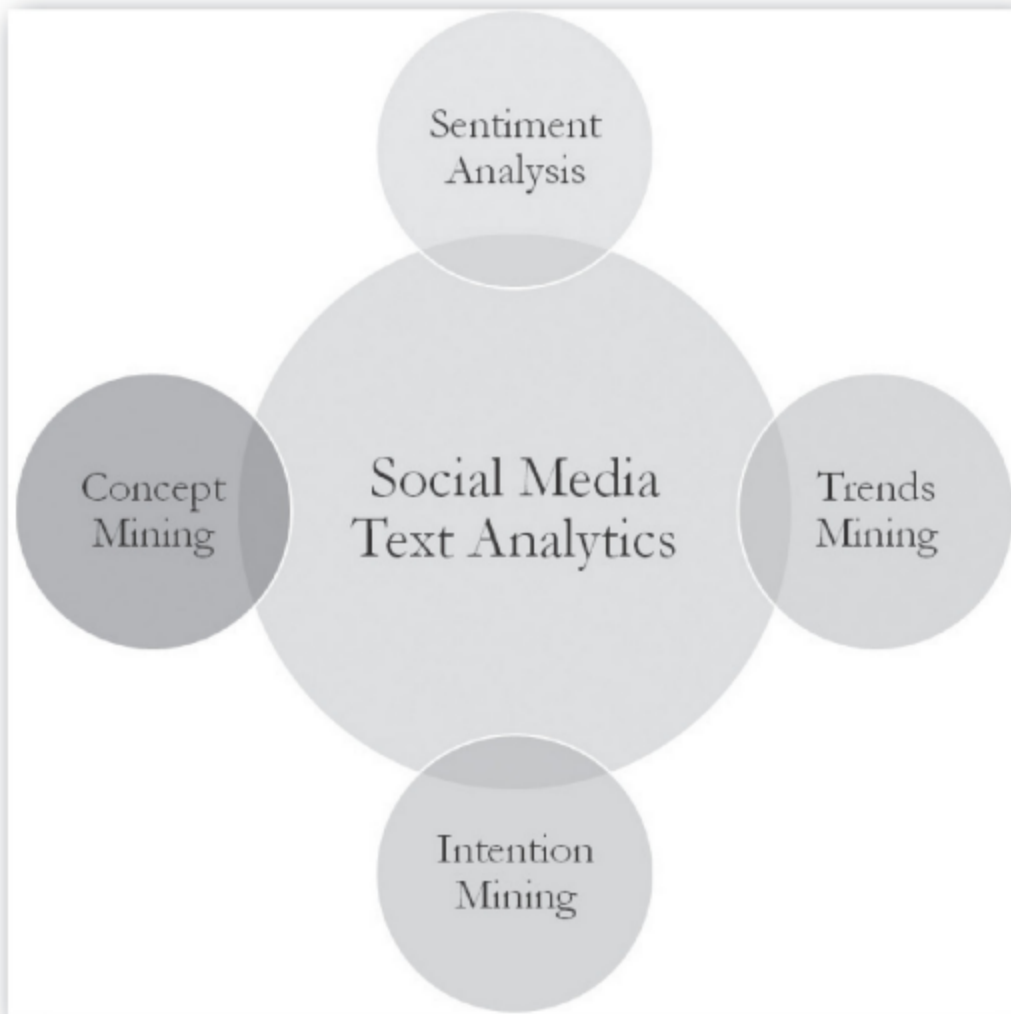 Sentiment
Analysis
Concept
Mining
Social Media
Text Analytics
Trends
Mining
Intention
Mining